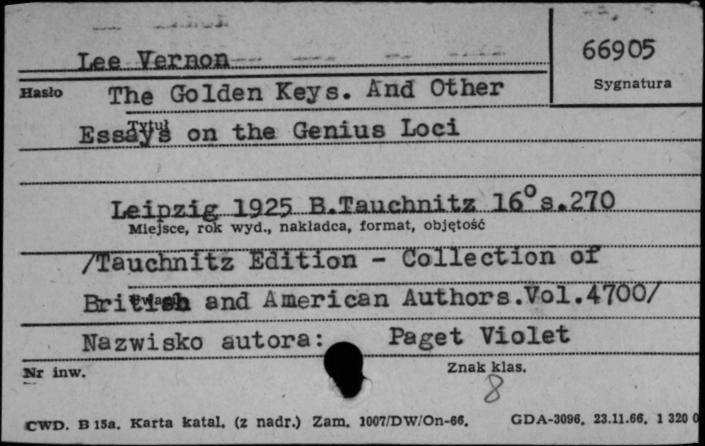 Lee Vernon
66905
Sygnatura
Hasło
The Golden Keys. And Other
Tytuł
Essays on the Genius Loci
Leipzig 1925 B.Tauchnitz 16° s.270
Miejsce, rok wyd., nakładca, format, objętość
/Tauchnitz Edition - Collection of
Uwagi
British and American Authors.Vol.4700/
Nazwisko autora: Paget Violet
Nr inw.
Znak klas.
8
CWD. B 15a. Karta katal. (z nadr.) Zam. 1007/DW/On-66. GDA-3096. 23.11.66. 1 320 0